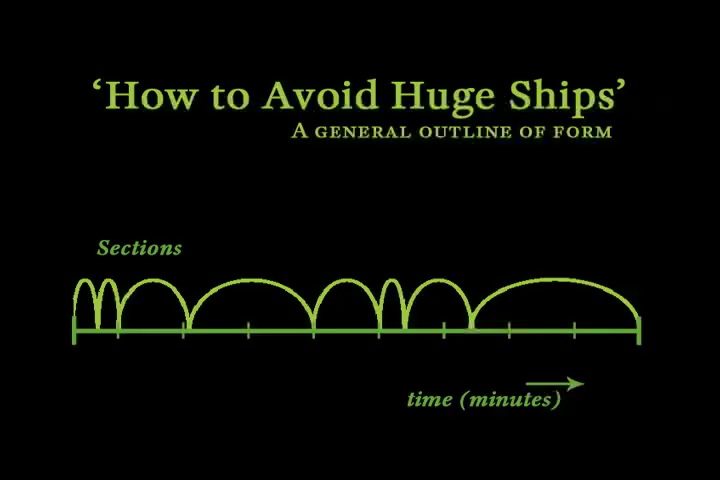 ‘How to Avoid Huge Ships’
A GENERAL OUTLINE OF FORM
Sections
time (minutes)